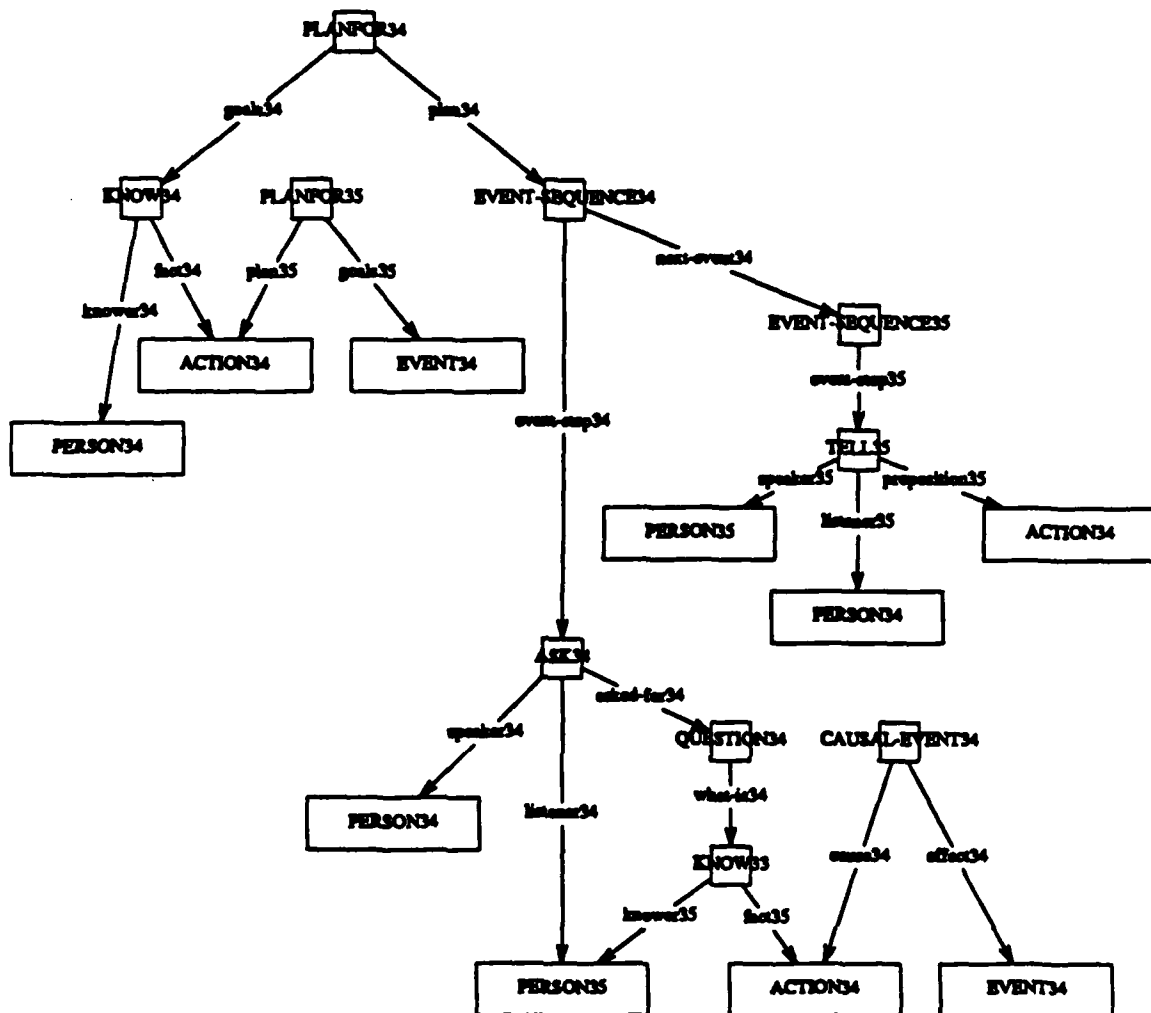 PLANFOR34
goals34
plan34
KNOW34
PLANFOR35
EVENT-SEQUENCE34
next-event34
fact34
plan35
goals35
knower34
EVENT-SEQUENCE35
ACTION34
EVENT34
event-step35
PERSON34
event-step34
TELL35
speaker35
proposition35
PERSON35
listener35
ACTION34
PERSON34
ASK34
asked-for34
speaker34
QUESTION34
CAUSAL-EVENT34
what-is34
PERSON34
listener34
KNOW33
cause34
effect34
knower35
fact35
PERSON35
ACTION34
EVENT34